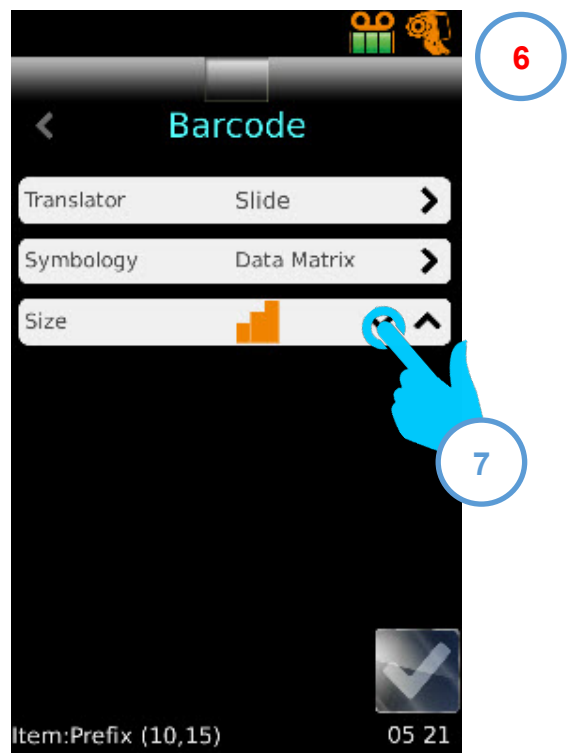 6
Barcode
Translator Slide
Symbology Data Matrix
Size
7
Item:Prefix (10,15) 05 21